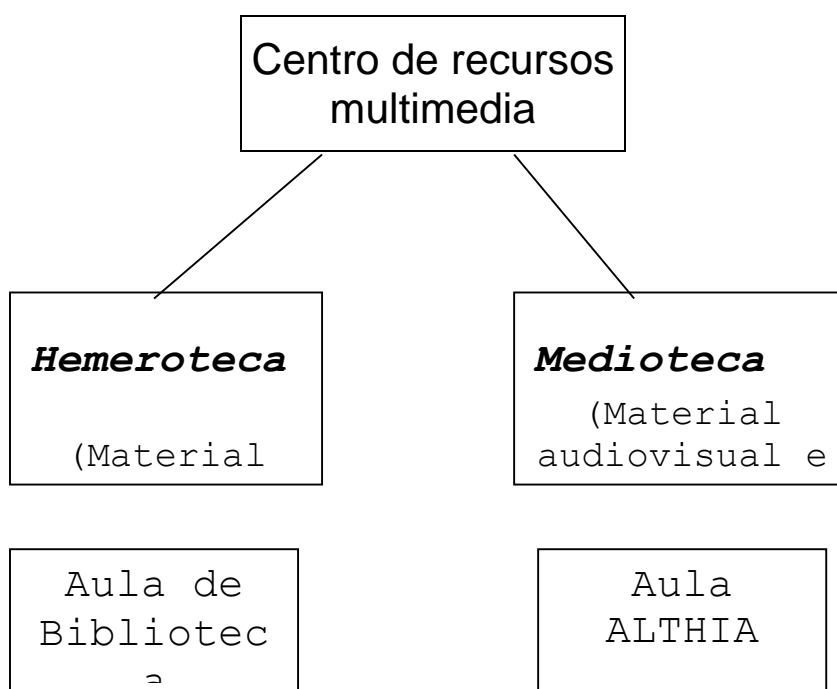 Centro de recursos
multimedia
Hemeroteca
(Material
Medioteca
(Material
audiovisual e
Aula de
Bibliotec
a
Aula
ALTHIA